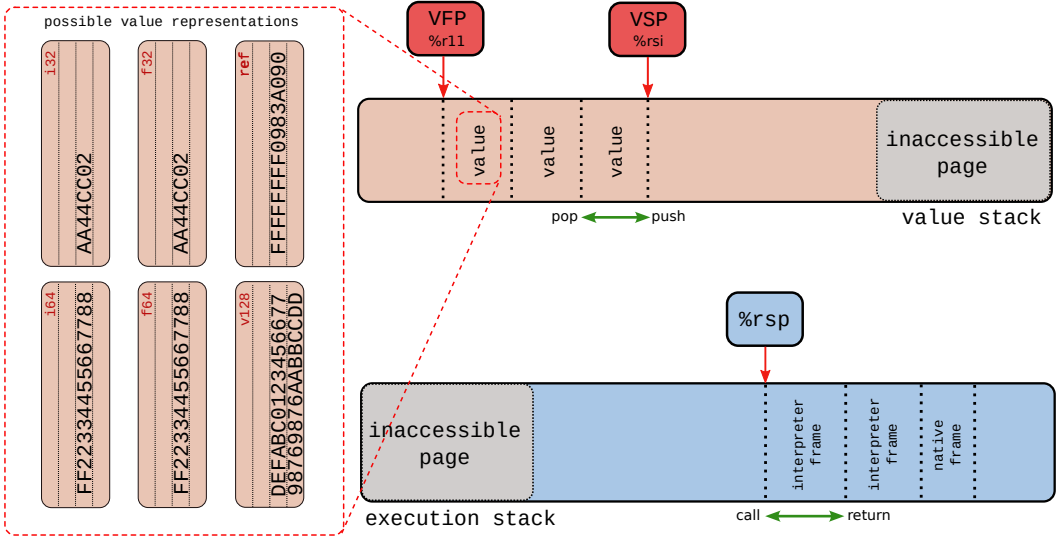 possible value representations
i32
AA44CC02
f32
AA44CC02
ref
FFFFFFFF0983A090
i64
FF22334455667788
f64
FF22334455667788
v128
DEFABC0123456677
98769876AABBCCDD
VFP
%r11
VSP
%rsi
value
value
value
inaccessible
page
pop
push
value stack
%rsp
inaccessible
page
interpreter
frame
interpreter
frame
native
frame
execution stack
call
return